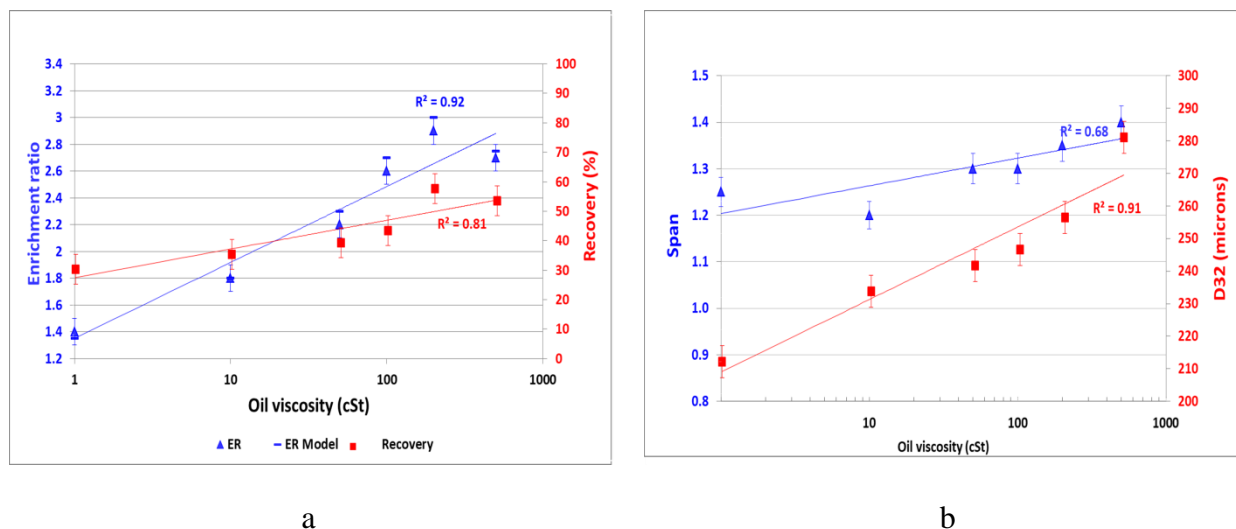 3.4
3.2
3
2.8
2.6
2.4
2.2
2
1.8
1.6
1.4
1.2
Enrichment ratio
100
90
80
70
60
50
40
30
20
10
0
Recovery (%)
R² = 0.92
R² = 0.81
1 10 100 1000
Oil viscosity (cSt)
ER ER Model Recovery
a
1.5
1.4
1.3
1.2
1.1
1.0
0.9
0.8
Span
300
290
280
270
260
250
240
230
220
210
200
D32 (microns)
R² = 0.68
R² = 0.91
10 100 1000
Oil viscosity (cSt)
b